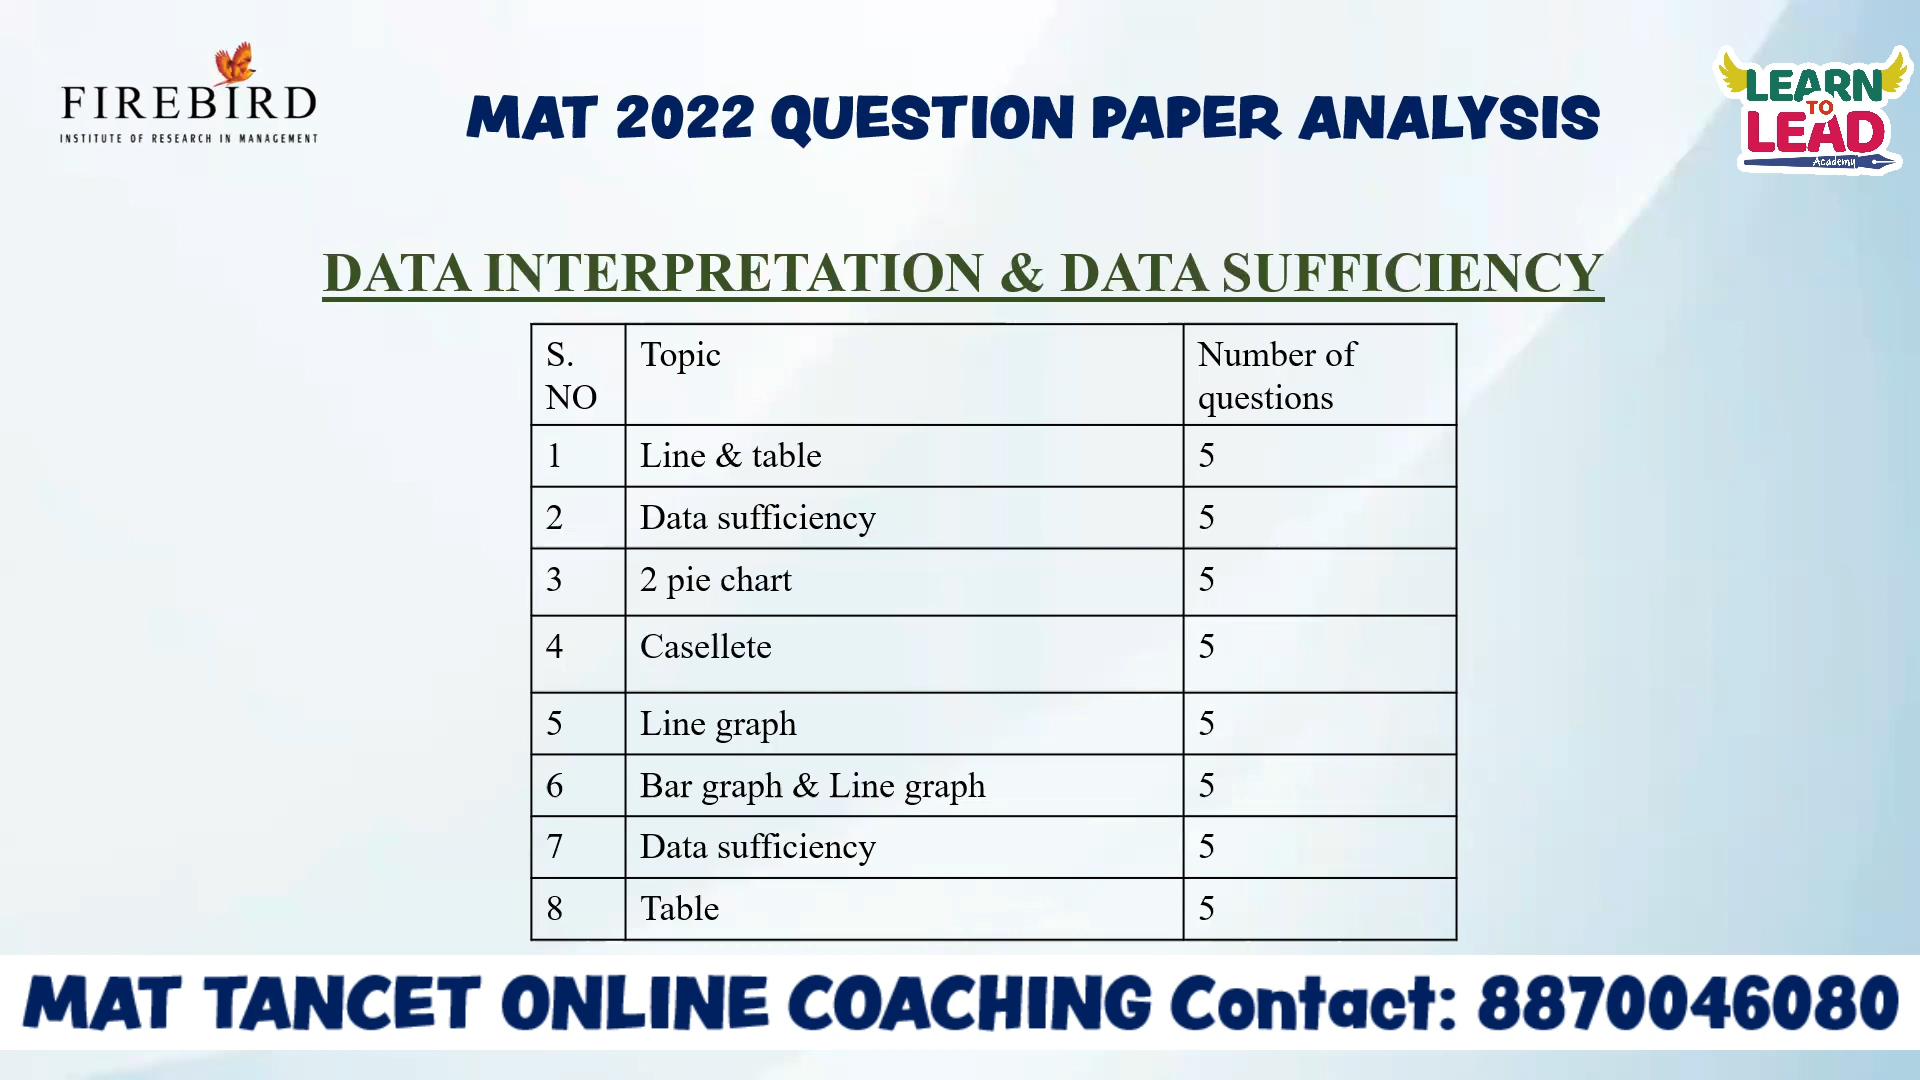 FIREBIRD
INSTITUTE OF RESEARCH IN MANAGEMENT
MAT 2022 QUESTION PAPER ANALYSIS
LEARN
TO
LEAD
Academy
DATA INTERPRETATION & DATA SUFFICIENCY
S. NO Topic Number of questions
1 Line & table 5
2 Data sufficiency 5
3 2 pie chart 5
4 Casellete 5
5 Line graph 5
6 Bar graph & Line graph 5
7 Data sufficiency 5
8 Table 5
MAT TANCET ONLINE COACHING Contact: 8870046080